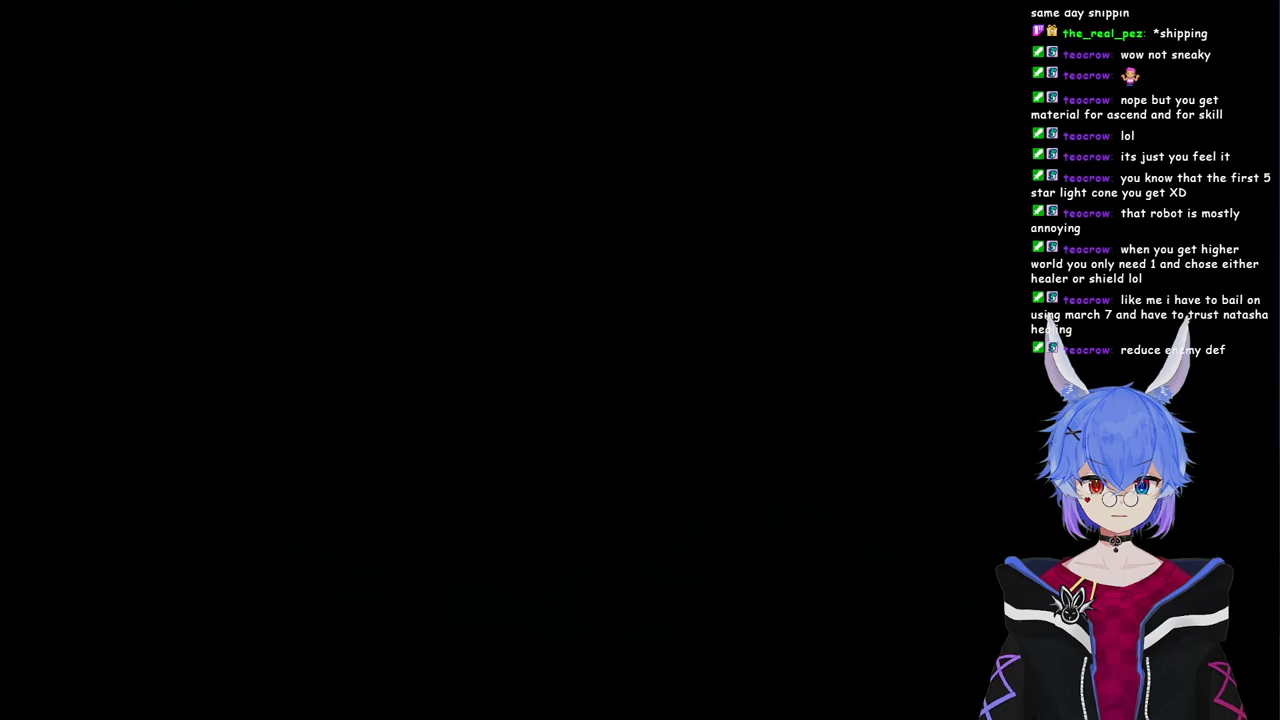 same day shippin
the_real_pez: *shipping
teocrow: wow not sneaky
teocrow:
teocrow: nope but you get
material for ascend and for skill
teocrow: lol
teocrow: its just you feel it
teocrow: you know that the first 5
star light cone you get XD
teocrow: that robot is mostly
annoying
teocrow: when you get higher
world you only need 1 and chose either
healer or shield lol
teocrow: like me i have to bail on
using march 7 and have to trust natasha
healing
teocrow: reduce enemy def